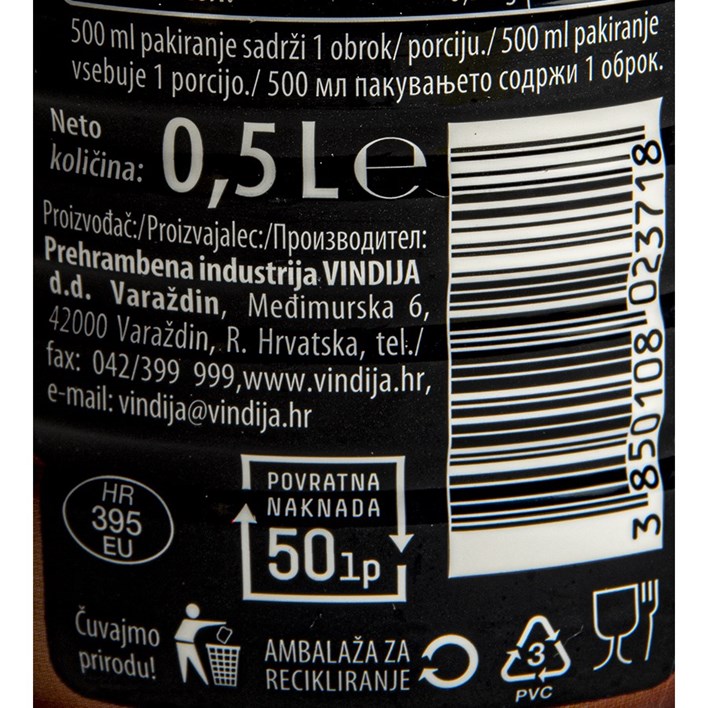 500 ml pakiranje sadrži 1 obrok/ porciju./ 500 ml pakiranje
vsebuje 1 porcijo./ 500 мл пакувањето содржи 1 оброк.
Neto
količina: 0,5 L e
Proizvođač:/Proizvajalec:/Производител:
Prehrambena industrija VINDIJA
d.d. Varaždin, Međimurska 6,
42000 Varaždin, R. Hrvatska, tel./
fax: 042/399 999,www.vindija.hr,
e-mail: vindija@vindija.hr
3 850108 023718
HR
395
EU
POVRATNA
NAKNADA
50lp
Čuvajmo
prirodu!
AMBALAŽA ZA
RECIKLIRANJE
3
PVC